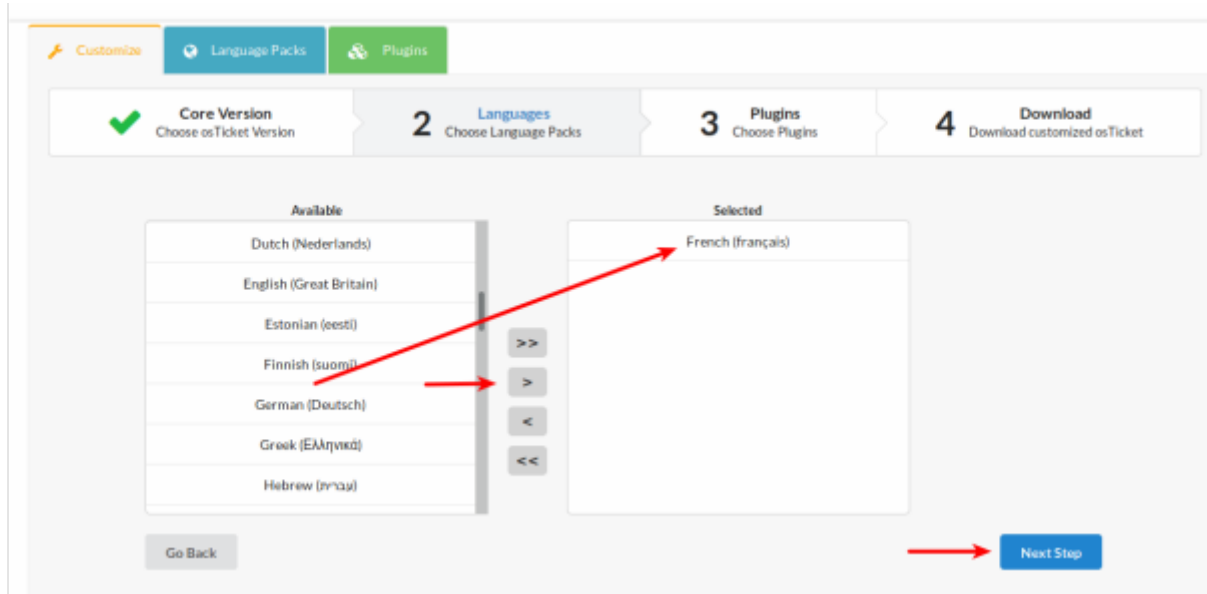 Customize
Language Packs
Plugins
Core Version
Choose osTicket Version
2
Languages
Choose Language Packs
3
Plugins
Choose Plugins
4
Download
Download customized osTicket
Available
Dutch (Nederlands)
English (Great Britain)
Estonian (eesti)
Finnish (suomi)
German (Deutsch)
Greek (Ελληνικά)
Hebrew (עברית)
>>
>
<
<<
Selected
French (français)
Go Back
Next Step